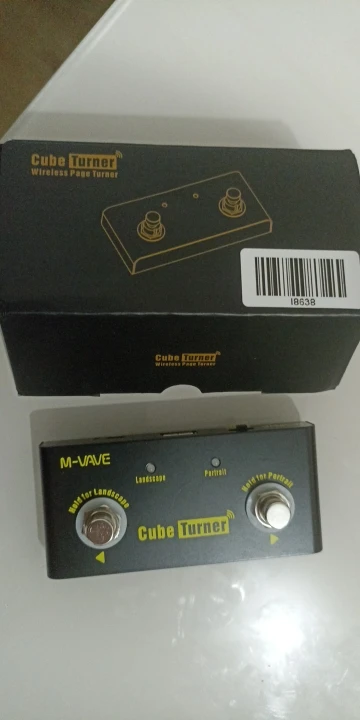 Cube Turner
Wireless Page Turner
I8638
Cube Turner
Wireless Page Turner
M-VAVE
Landscape
Portrait
Hold for Landscape
Hold for Portrait
Cube Turner